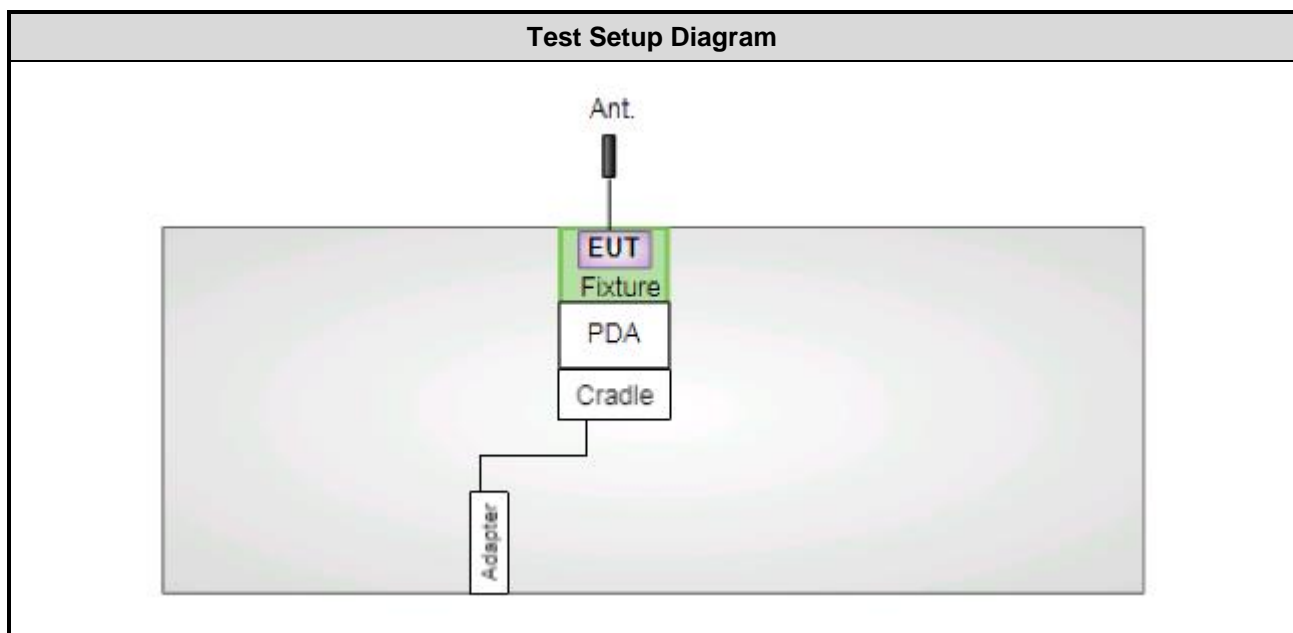 Test Setup Diagram
Ant.
EUT
Fixture
PDA
Cradle
Adapter